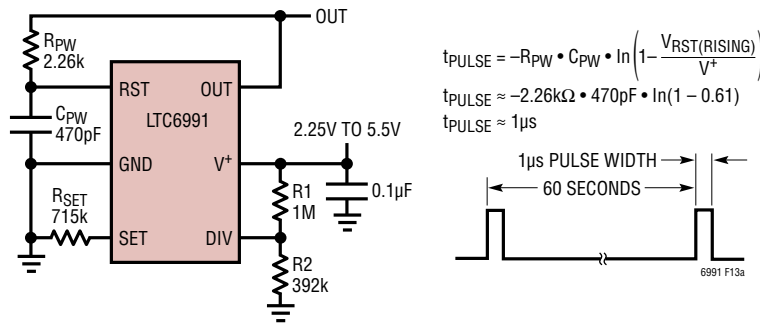 OUT
RPW
2.26k
RST
OUT
CPW
470pF
LTC6991
2.25V TO 5.5V
GND
V+
RSET
715k
R1
1M
0.1µF
SET
DIV
R2
392k
tPULSE = –RPW • CPW • In(1– VRST(RISING) / V+)
tPULSE ≈ –2.26kΩ • 470pF • In(1 – 0.61)
tPULSE ≈ 1µs
1µs PULSE WIDTH
60 SECONDS
6991 F13a